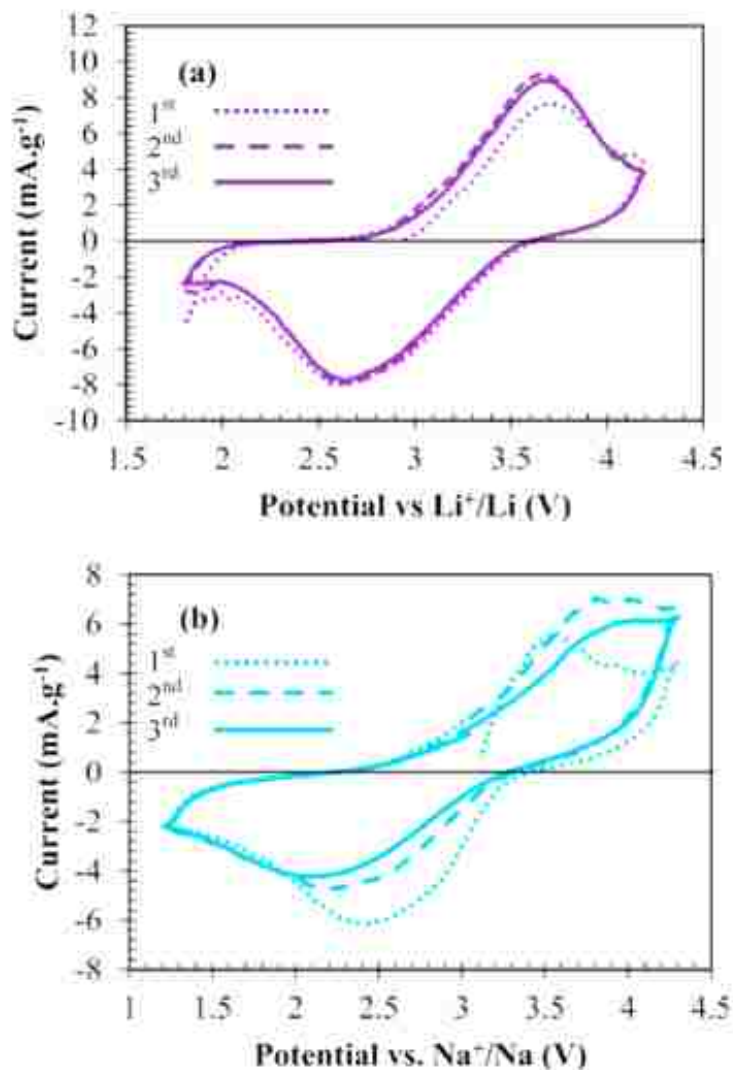 12
10
(a)
8
1st
6
2nd
4
3rd
2
0
-2
-4
-6
-8
-10
Current (mA.g⁻¹)
1.5 2 2.5 3 3.5 4 4.5
Potential vs Li⁺/Li (V)
8
(b)
6
1st
4
2nd
2
3rd
0
-2
-4
-6
-8
Current (mA.g⁻¹)
1 1.5 2 2.5 3 3.5 4 4.5
Potential vs. Na⁺/Na (V)